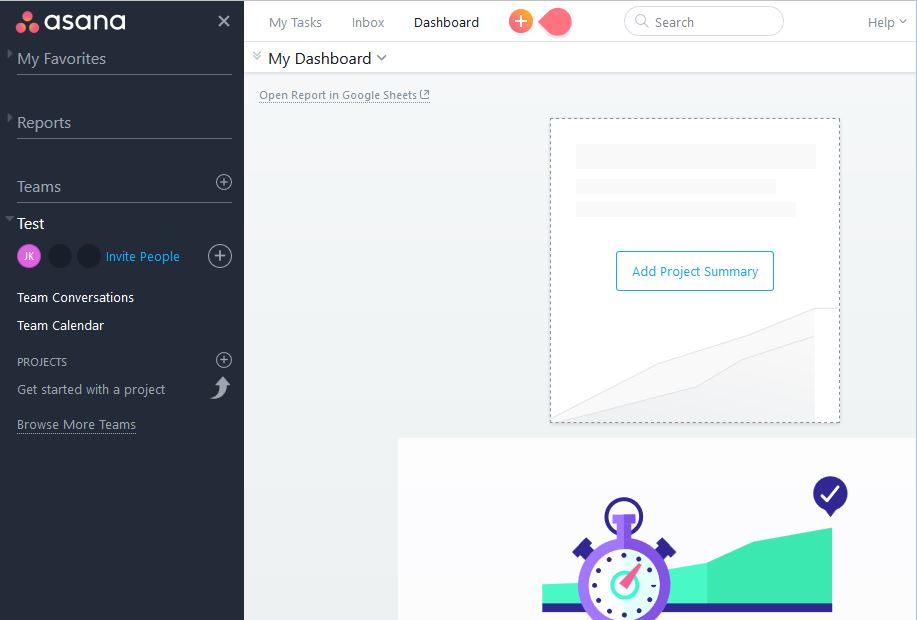 asana
My Favorites
Reports
Teams
Test
JK Invite People
Team Conversations
Team Calendar
PROJECTS
Get started with a project
Browse More Teams
My Tasks Inbox Dashboard Search Help
My Dashboard
Open Report in Google Sheets
Add Project Summary